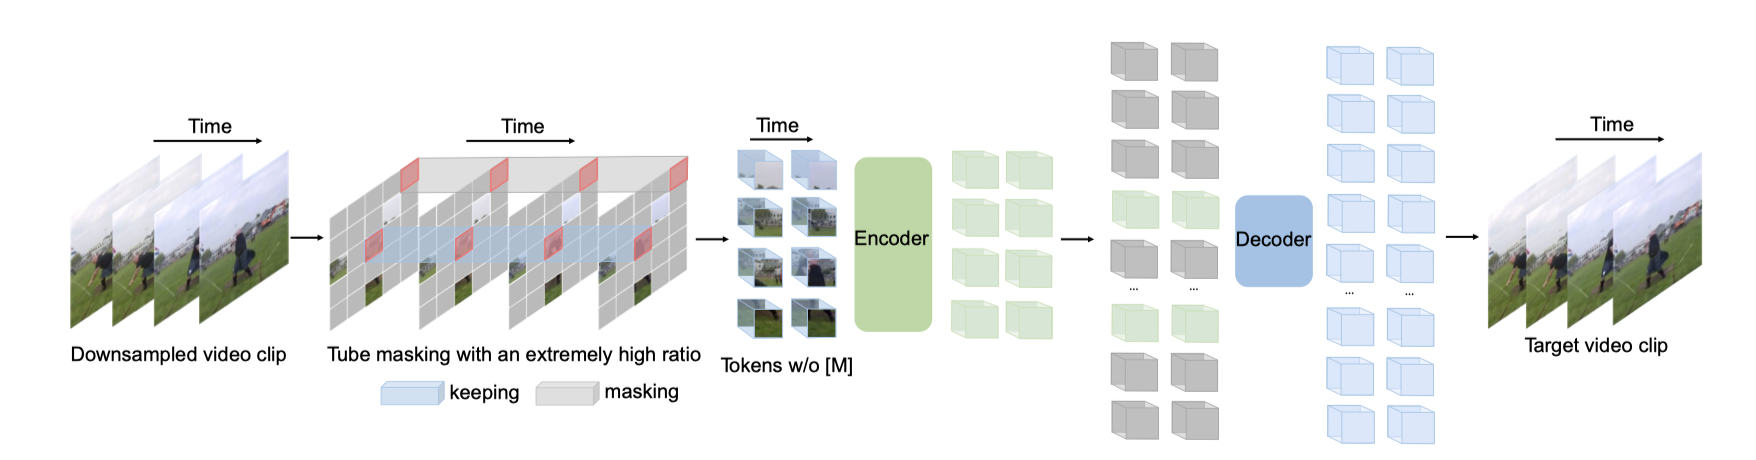 Time
Time
Time
Time
Encoder
Decoder
...
...
...
...
Downsampled video clip
Tube masking with an extremely high ratio
Tokens w/o [M]
Target video clip
keeping
masking